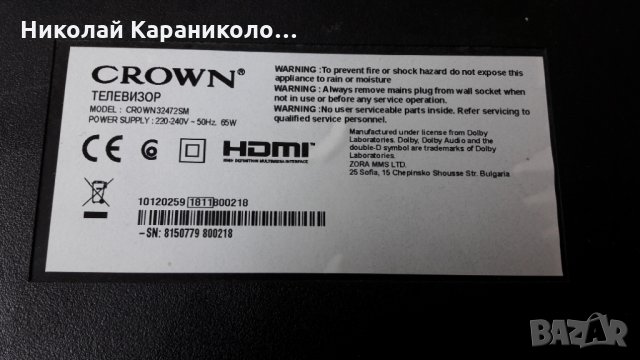 Николай Караниколо...
CROWN®
ТЕЛЕВИЗОР
MODEL : CROWN32472SM
POWER SUPPLY : 220-240V ~ 50Hz. 65W
WARNING :To prevent fire or shock hazard do not expose this
appliance to rain or moisture
WARNING :Always remove mains plug from wall socket when
not in use or before any operation
WARNING :No user serviceable parts inside. Refer servicing to
qualified service personnel.
CE
HDMI
HIGH DEFINITION MULTIMEDIA INTERFACE
Manufactured under license from Dolby
Laboratories. Dolby, Dolby Audio and the
double-D symbol are trademarks of Dolby
Laboratories.
ZORA MMS LTD.
25 Sofia, 15 Chepinsko Shousse Str. Bulgaria
10120259 1811 800218
-SN: 8150779 800218
BAZAR